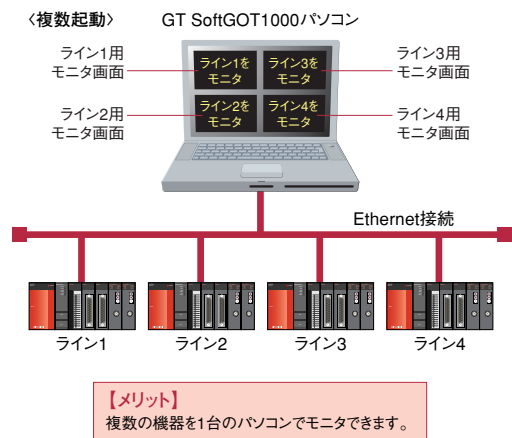 〈複数起動〉
GT SoftGOT1000パソコン
ライン1用
モニタ画面
ライン2用
モニタ画面
ライン1を
モニタ
ライン3を
モニタ
ライン2を
モニタ
ライン4を
モニタ
ライン3用
モニタ画面
ライン4用
モニタ画面
Ethernet接続
ライン1
ライン2
ライン3
ライン4
【メリット】
複数の機器を1台のパソコンでモニタできます。